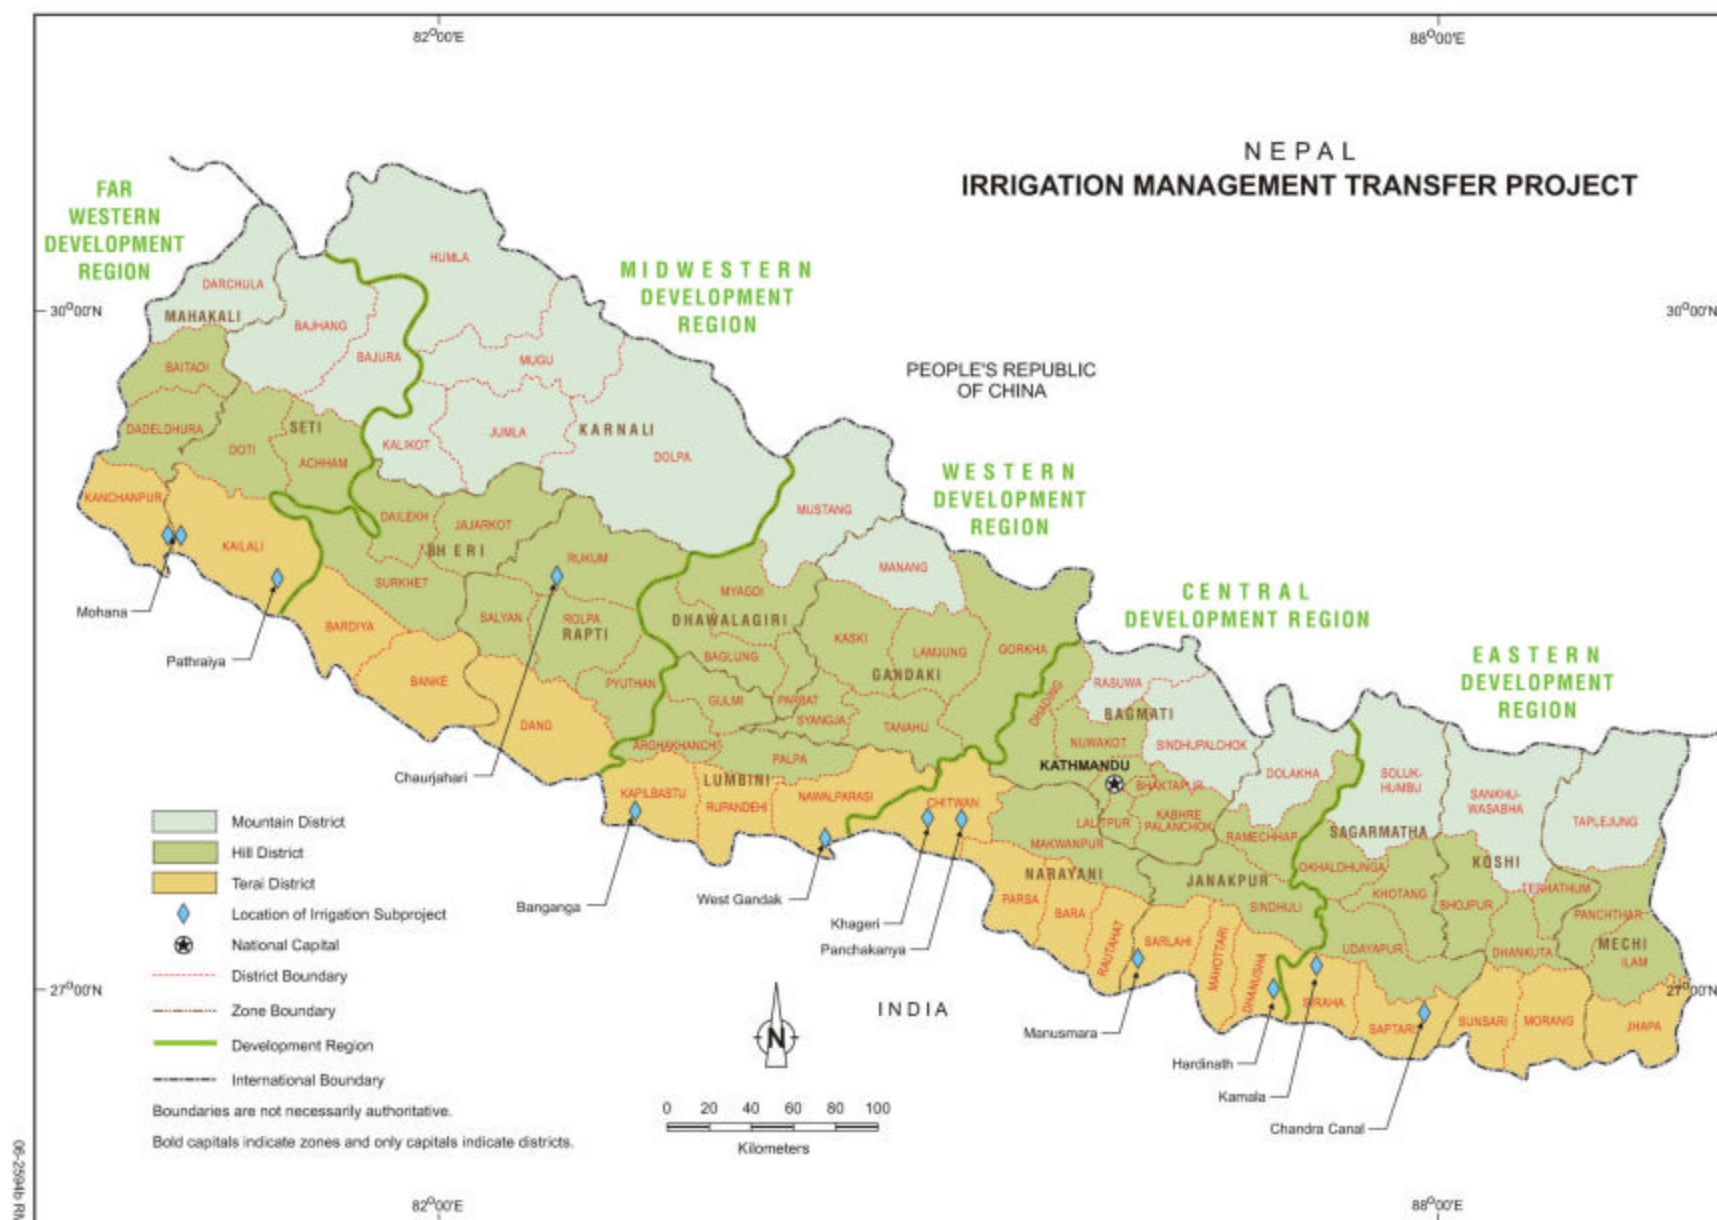 82°00'E
88°00'E
NEPAL
IRRIGATION MANAGEMENT TRANSFER PROJECT
FAR
WESTERN
DEVELOPMENT
REGION
MIDWESTERN
DEVELOPMENT
REGION
30°00'N
30°00'N
PEOPLE'S REPUBLIC
OF CHINA
WESTERN
DEVELOPMENT
REGION
CENTRAL
DEVELOPMENT REGION
EASTERN
DEVELOPMENT
REGION
HUMLA
DARCHULA
MAHAKALI
BAJHANG
BAJURA
MUGU
BAITADI
DADELDHURA
DOTI
SETI
ACHHAM
KALIKOT
JUMLA
KARNALI
DOLPA
KANCHANPUR
KAILALI
DAILEKH
JAJARKOT
BHERI
RUKUM
SURKHET
MUSTANG
MANANG
SALYAN
ROLPA
RAPTI
MYAGDI
DHAWALAGIRI
KASKI
LAMJUNG
GORKHA
BARDIYA
BANKE
PYUTHAN
BAGLUNG
GANDAKI
GULMI
PARBAT
SYANGJA
TANAHU
DANG
ARGHAKHANCHI
PALPA
LUMBINI
KAPILBASTU
RUPANDEHI
NAWALPARASI
CHITWAN
DHADING
RASUWA
BAGMATI
NUWAKOT
SINDHUPALCHOK
KATHMANDU
BHAKTAPUR
DOLAKHA
LALITPUR
KABHRE
PALANCHOK
RAMECHHAP
MAKWANPUR
NARAYANI
JANAKPUR
SINDHULI
PARSA
BARA
RAUTAHAT
SARLAHI
MAHOTTARI
DHANUSHA
SOLUK-
HUMBU
SANKHU-
WASABHA
TAPLEJUNG
SAGARMATHA
OKHALDHUNGA
KHOTANG
KOSHI
BHOJPUR
TERHATHUM
PANCHTHAR
DHANKUTA
MECHI
ILAM
UDAYAPUR
SIRAHA
SAPTARI
SUNSARI
MORANG
JHAPA
Mohana
Pathraiya
Chaurjahari
Banganga
West Gandak
Khageri
Panchakanya
Manusmara
Hardinath
Kamala
Chandra Canal
INDIA
Mountain District
Hill District
Terai District
Location of Irrigation Subproject
National Capital
District Boundary
Zone Boundary
Development Region
International Boundary
Boundaries are not necessarily authoritative.
Bold capitals indicate zones and only capitals indicate districts.
27°00'N
27°00'N
N
0 20 40 60 80 100
Kilometers
82°00'E
88°00'E
06-2594b